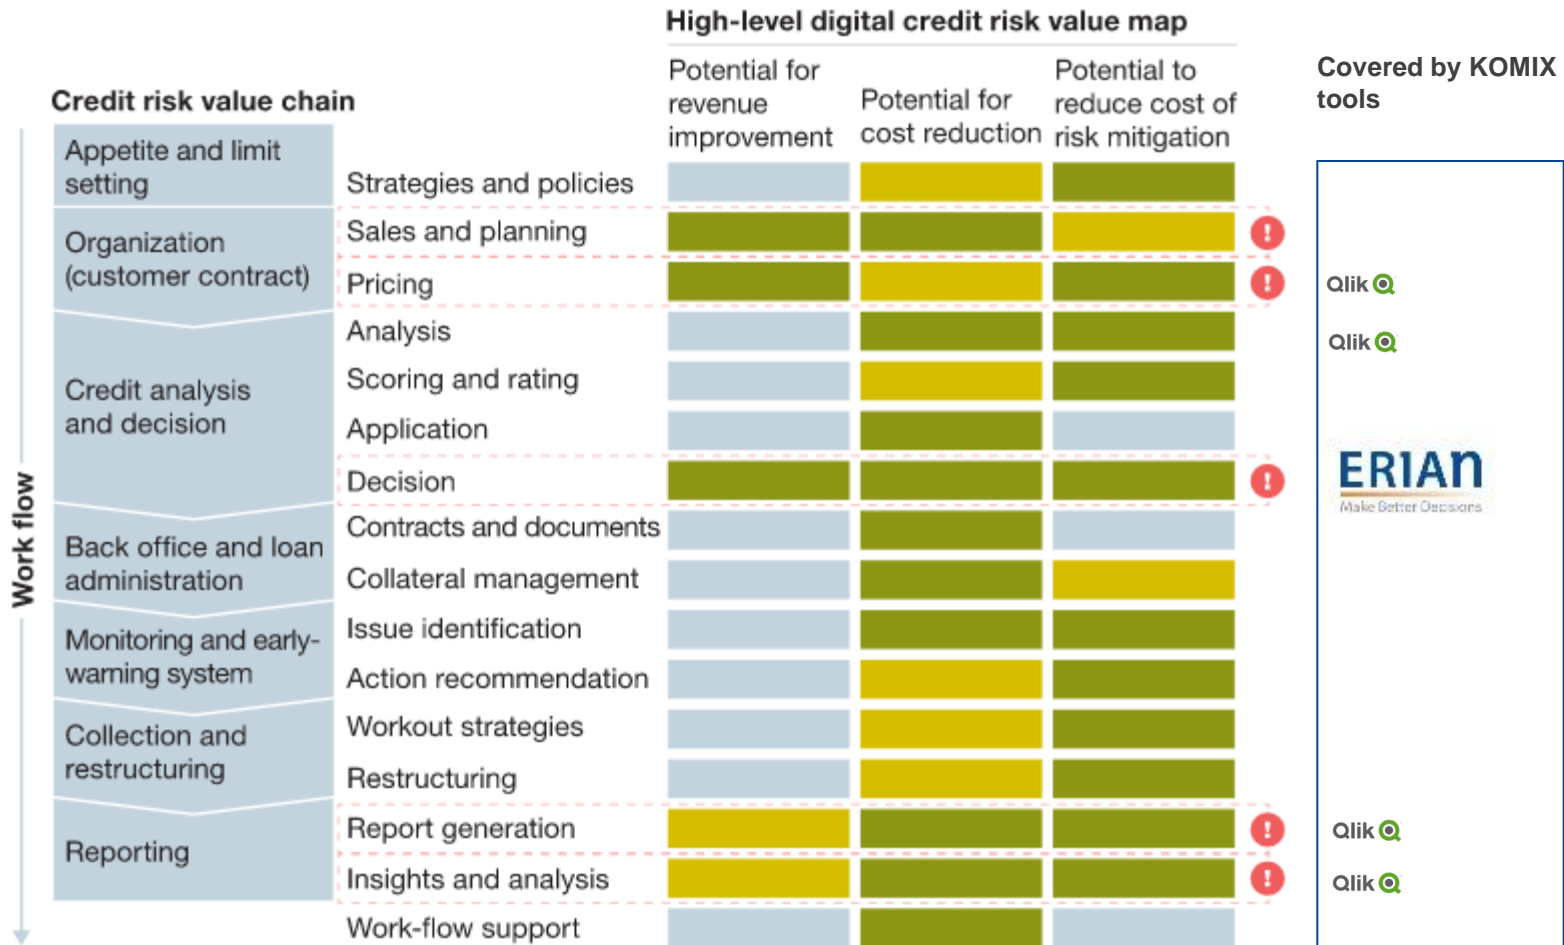 High-level digital credit risk value map
Potential for
revenue
improvement
Potential for
cost reduction
Potential to
reduce cost of
risk mitigation
Covered by KOMIX
tools
Credit risk value chain
Work flow
Appetite and limit
setting
Strategies and policies
Organization
(customer contract)
Sales and planning
!
Pricing
!
Qlik
Credit analysis
and decision
Analysis
Qlik
Scoring and rating
Application
Decision
!
ERIAN
Make Better Decisions
Back office and loan
administration
Contracts and documents
Collateral management
Monitoring and early-
warning system
Issue identification
Action recommendation
Collection and
restructuring
Workout strategies
Restructuring
Reporting
Report generation
!
Qlik
Insights and analysis
!
Qlik
Work-flow support